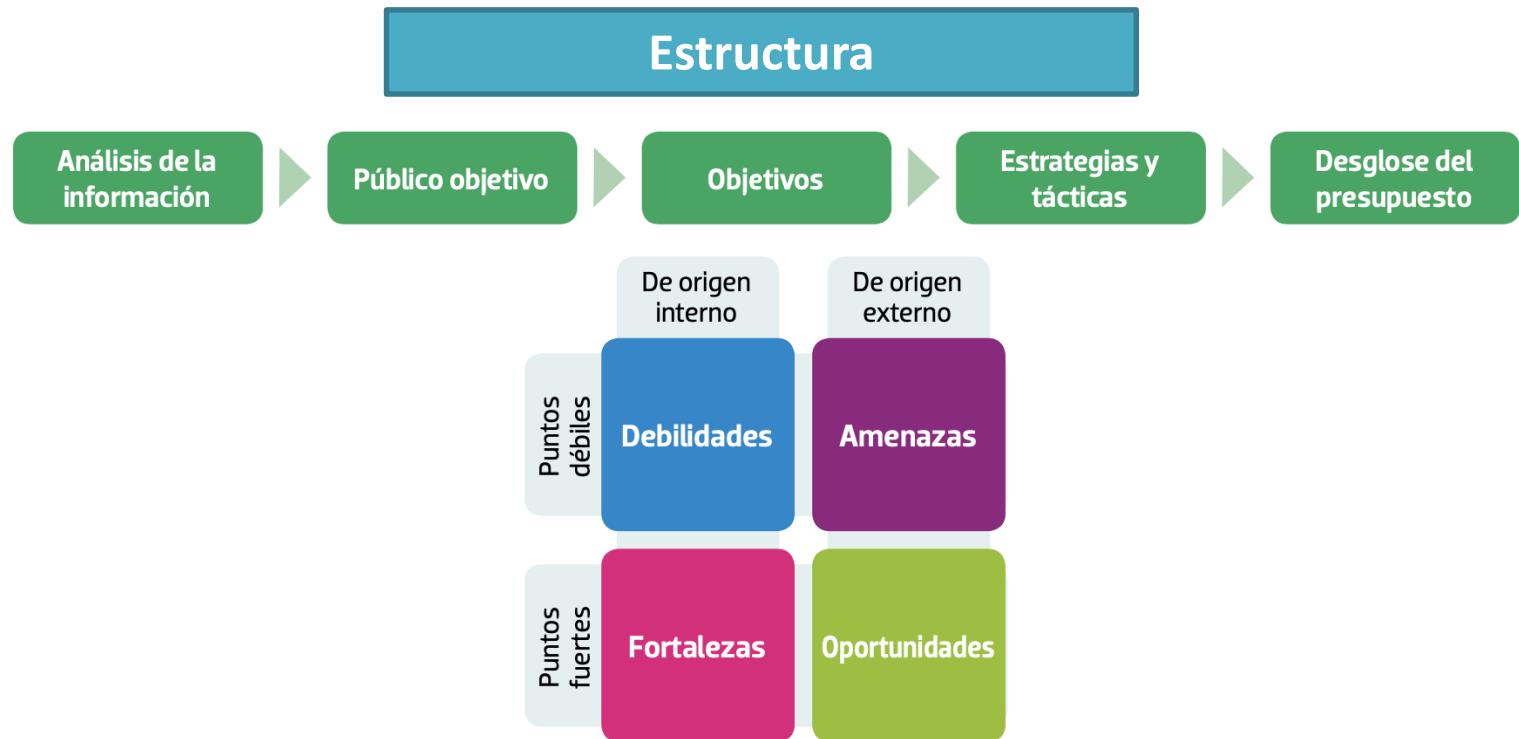 Estructura
Análisis de la
información
Público objetivo
Objetivos
Estrategias y
tácticas
Desglose del
presupuesto
De origen
interno
De origen
externo
Puntos
débiles
Debilidades
Amenazas
Puntos
fuertes
Fortalezas
Oportunidades